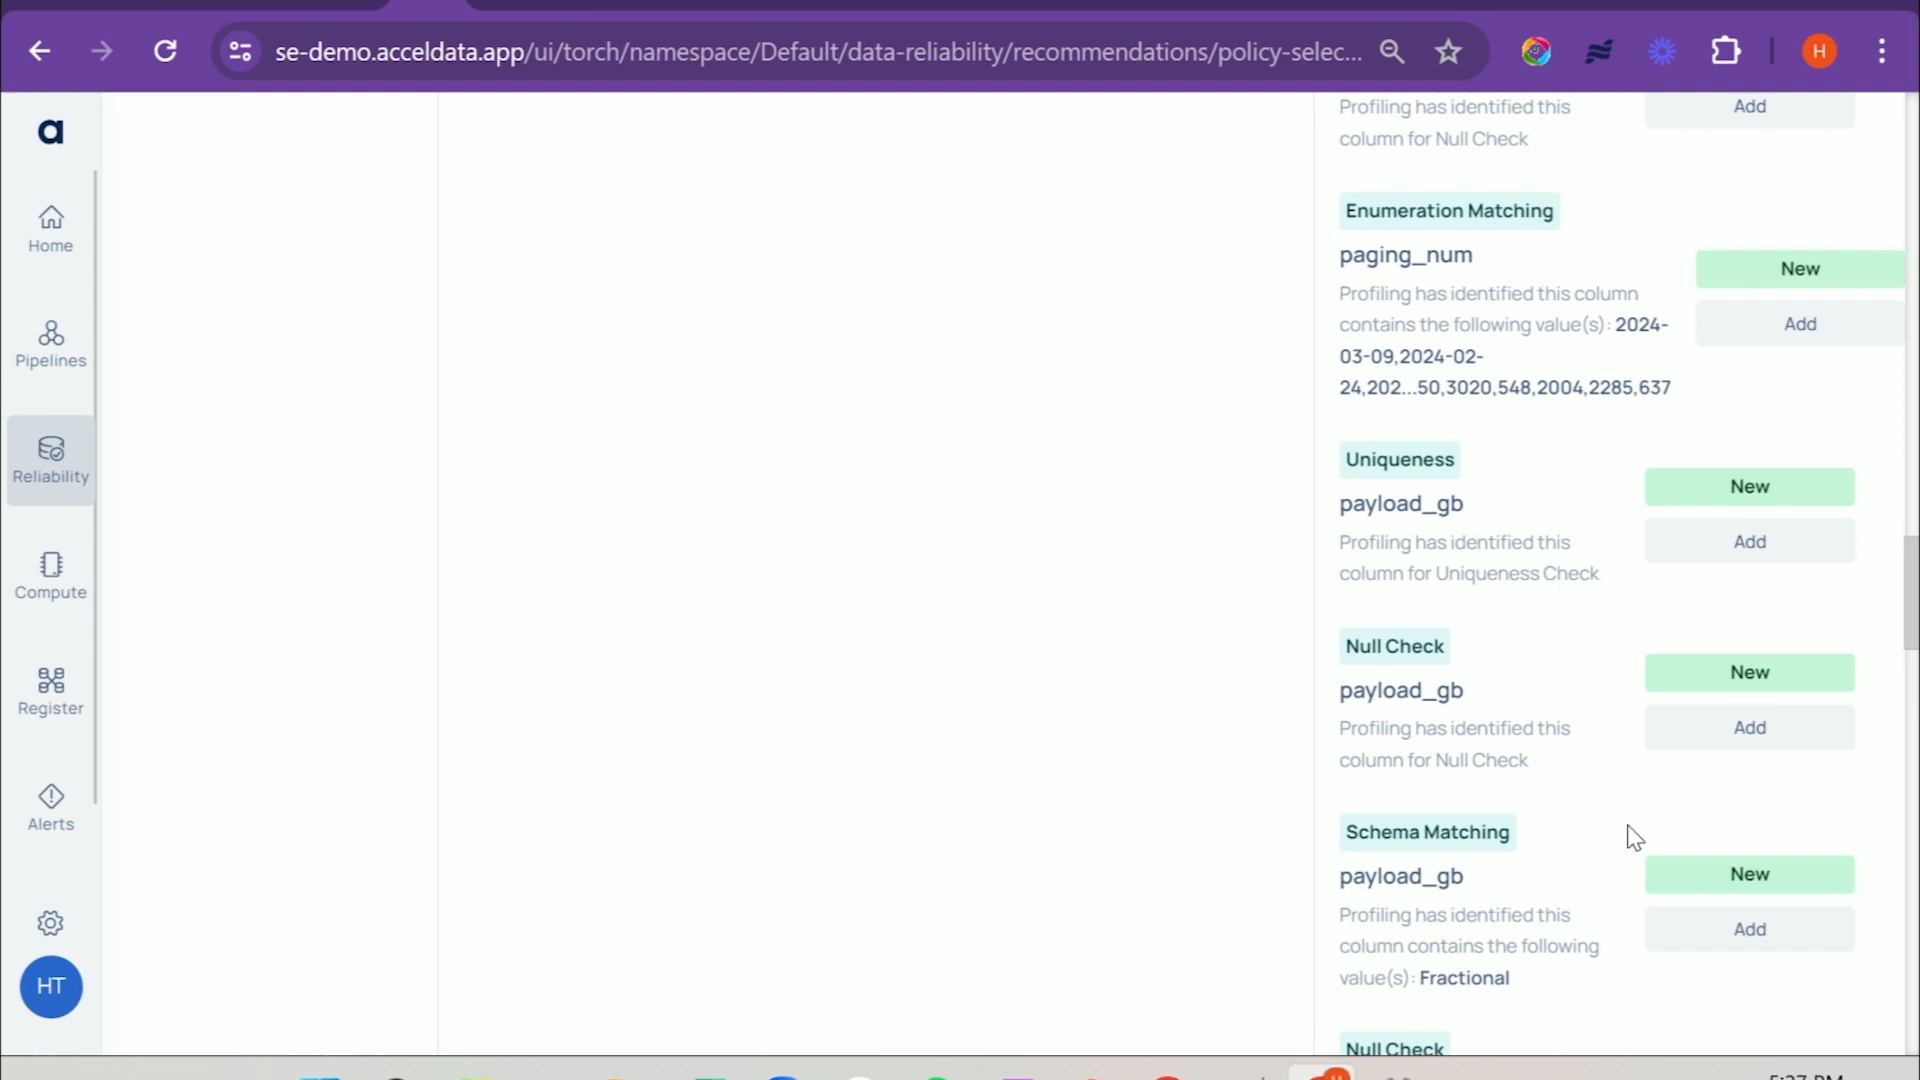 se-demo.acceldata.app/ui/torch/namespace/Default/data-reliability/recommendations/policy-selec...
H
a
Home
Pipelines
Reliability
Compute
Register
Alerts
HT
Profiling has identified this
column for Null Check
Add
Enumeration Matching
paging_num
Profiling has identified this column
contains the following value(s): 2024-
03-09,2024-02-
24,202...50,3020,548,2004,2285,637
New
Add
Uniqueness
payload_gb
Profiling has identified this
column for Uniqueness Check
New
Add
Null Check
payload_gb
Profiling has identified this
column for Null Check
New
Add
Schema Matching
payload_gb
Profiling has identified this
column contains the following
value(s): Fractional
New
Add
Null Check